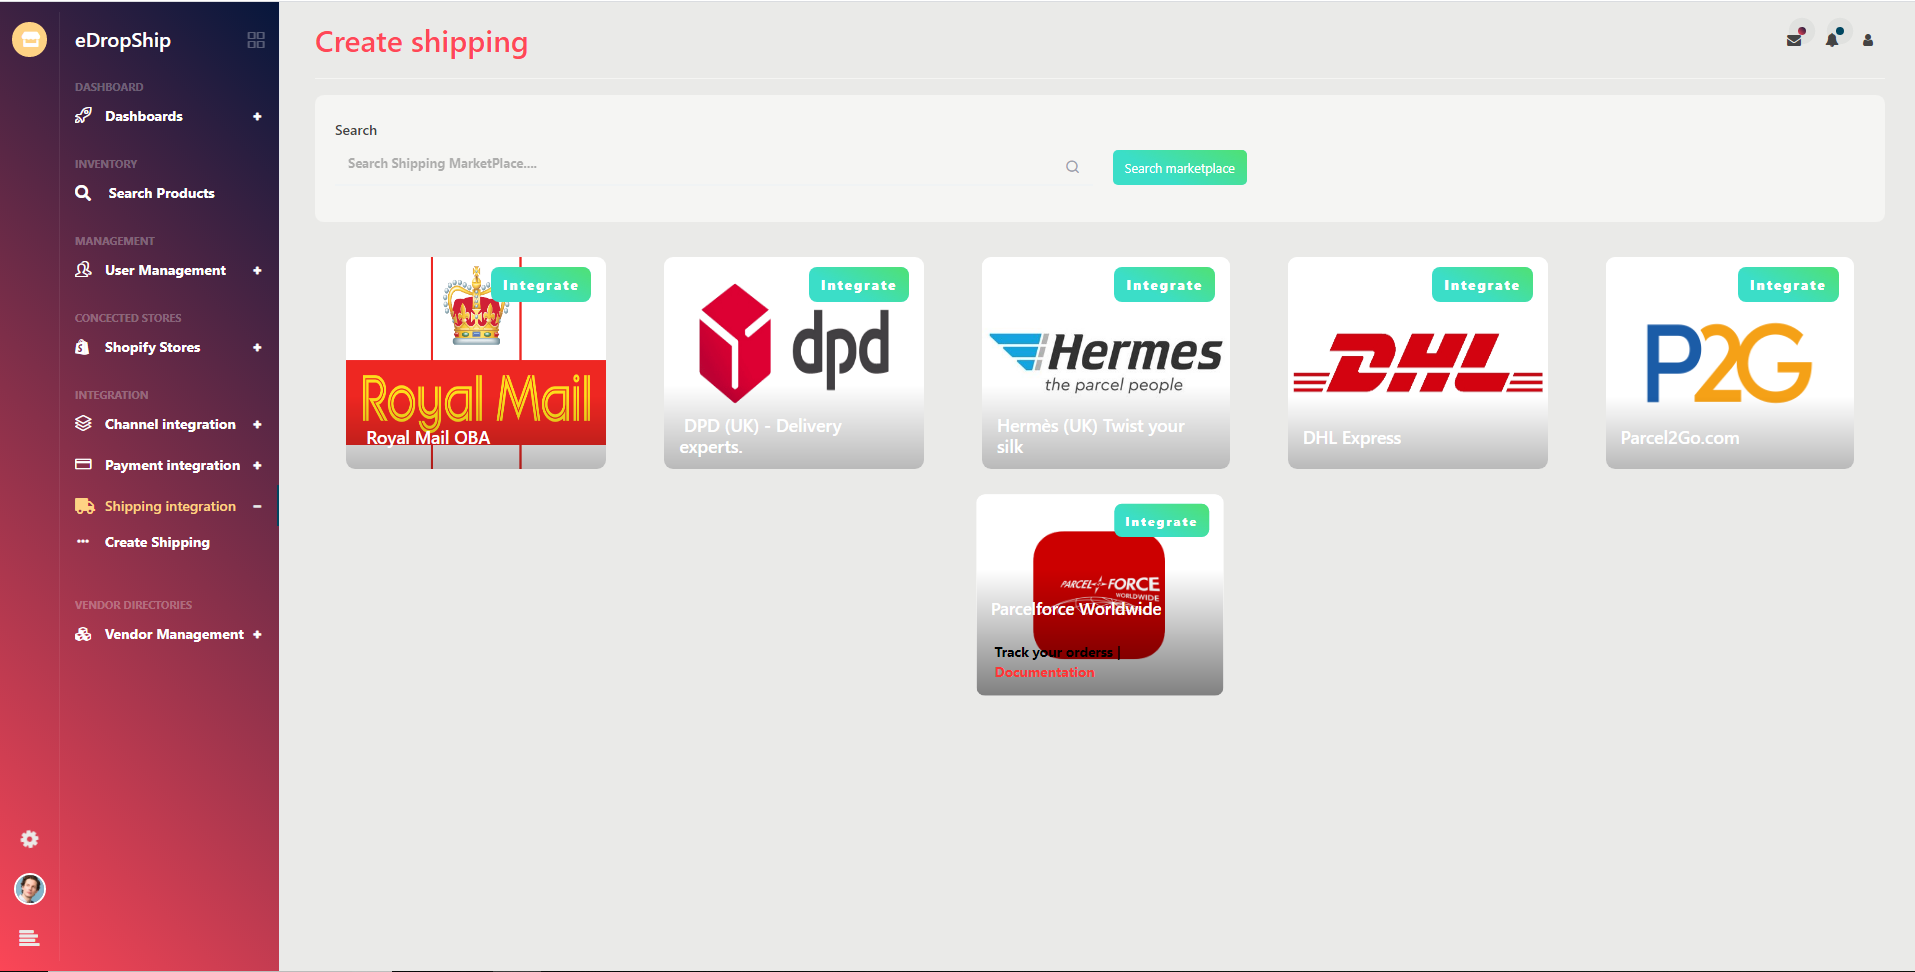 eDropShip
DASHBOARD
Dashboards
INVENTORY
Search Products
MANAGEMENT
User Management
CONCECTED STORES
Shopify Stores
INTEGRATION
Channel integration
Payment integration
Shipping integration
Create Shipping
VENDOR DIRECTORIES
Vendor Management
Create shipping
Search
Search Shipping MarketPlace....
Search marketplace
Integrate
Royal Mail
Royal Mail OBA
Integrate
dpd
DPD (UK) - Delivery
experts.
Integrate
Hermes
the parcel people
Hermès (UK) Twist your
silk
Integrate
DHL
DHL Express
Integrate
P2G
Parcel2Go.com
Integrate
PARCEL FORCE
WORLDWIDE
Parcelforce Worldwide
Track your orderss |
Documentation